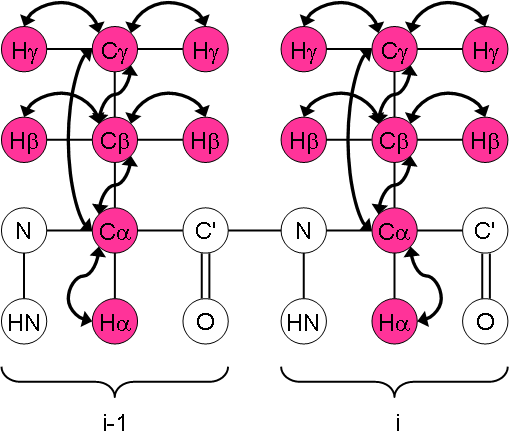 Hγ Cγ Hγ Hγ Cγ Hγ
Hβ Cβ Hβ Hβ Cβ Hβ
N Cα C' N Cα C'
HN Hα O HN Hα O
i-1 i